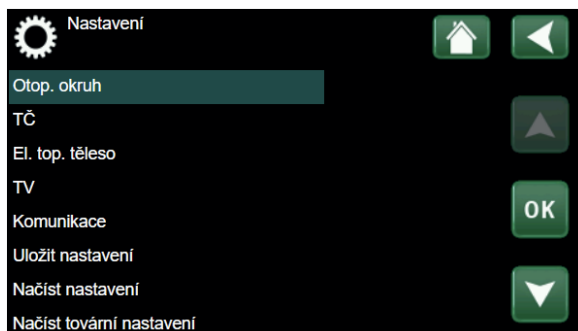 Nastavení
Otop. okruh
TČ
El. top. těleso
TV
OK
Komunikace
Uložit nastavení
Načíst nastavení
Načíst tovární nastavení